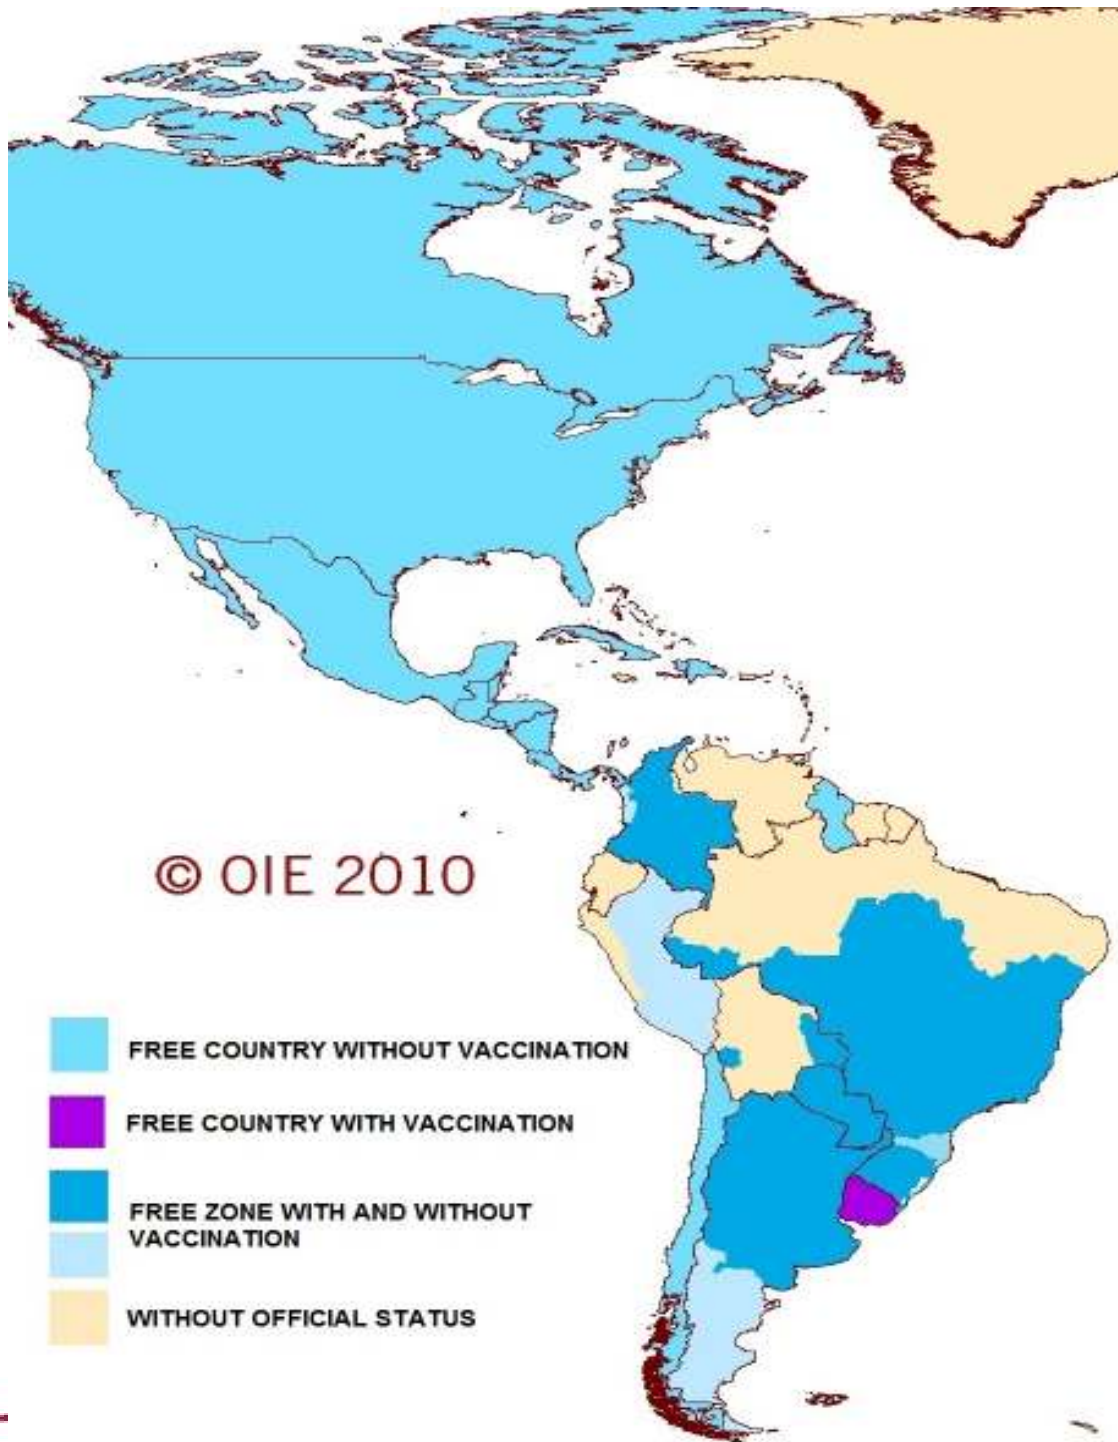 © OIE 2010
FREE COUNTRY WITHOUT VACCINATION
FREE COUNTRY WITH VACCINATION
FREE ZONE WITH AND WITHOUT
VACCINATION
WITHOUT OFFICIAL STATUS